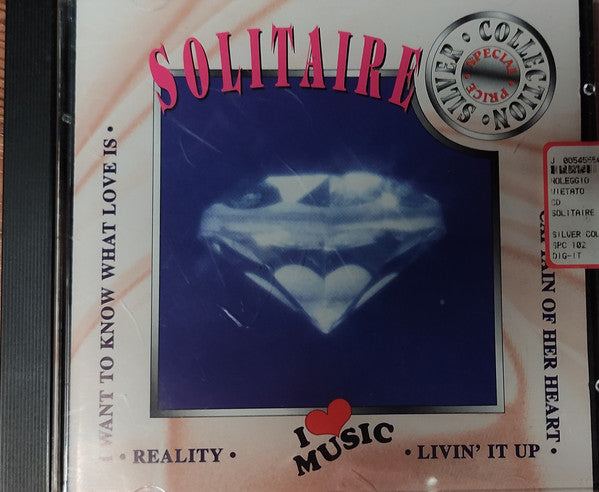 SOLITAIRE
SILVER • COLLECTION •
SPECIAL PRICE
J 0054556
NOLEGGIO
VIETATO
CD
SOLITAIRE
SILVER COL
SPC 102
DIG-IT
I WANT TO KNOW WHAT LOVE IS •
OF HER HEART
• REALITY •
I ❤ MUSIC
• LIVIN' IT UP •